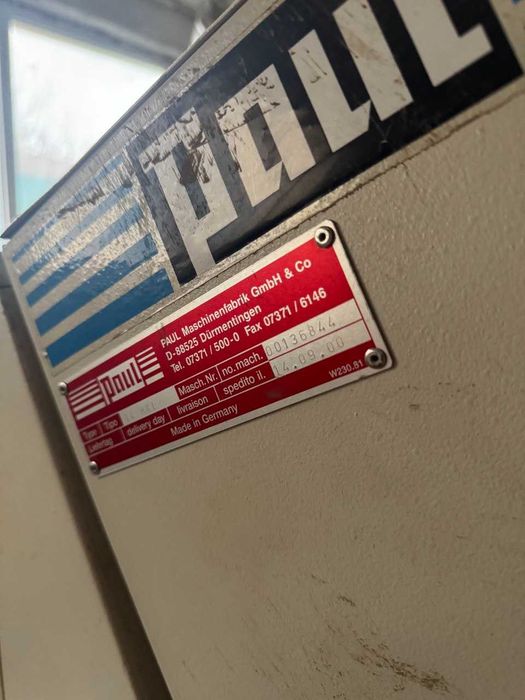 paul
PAUL Maschinenfabrik GmbH & Co
D-88525 Dürmentingen
Tel. 07371 / 500-0 Fax 07371 / 6146
paul
Type Tipo Masch.Nr. no.mach. 00136844
Liefertag delivery day livraison spedito il. 14.09.00
Made in Germany
W230.81